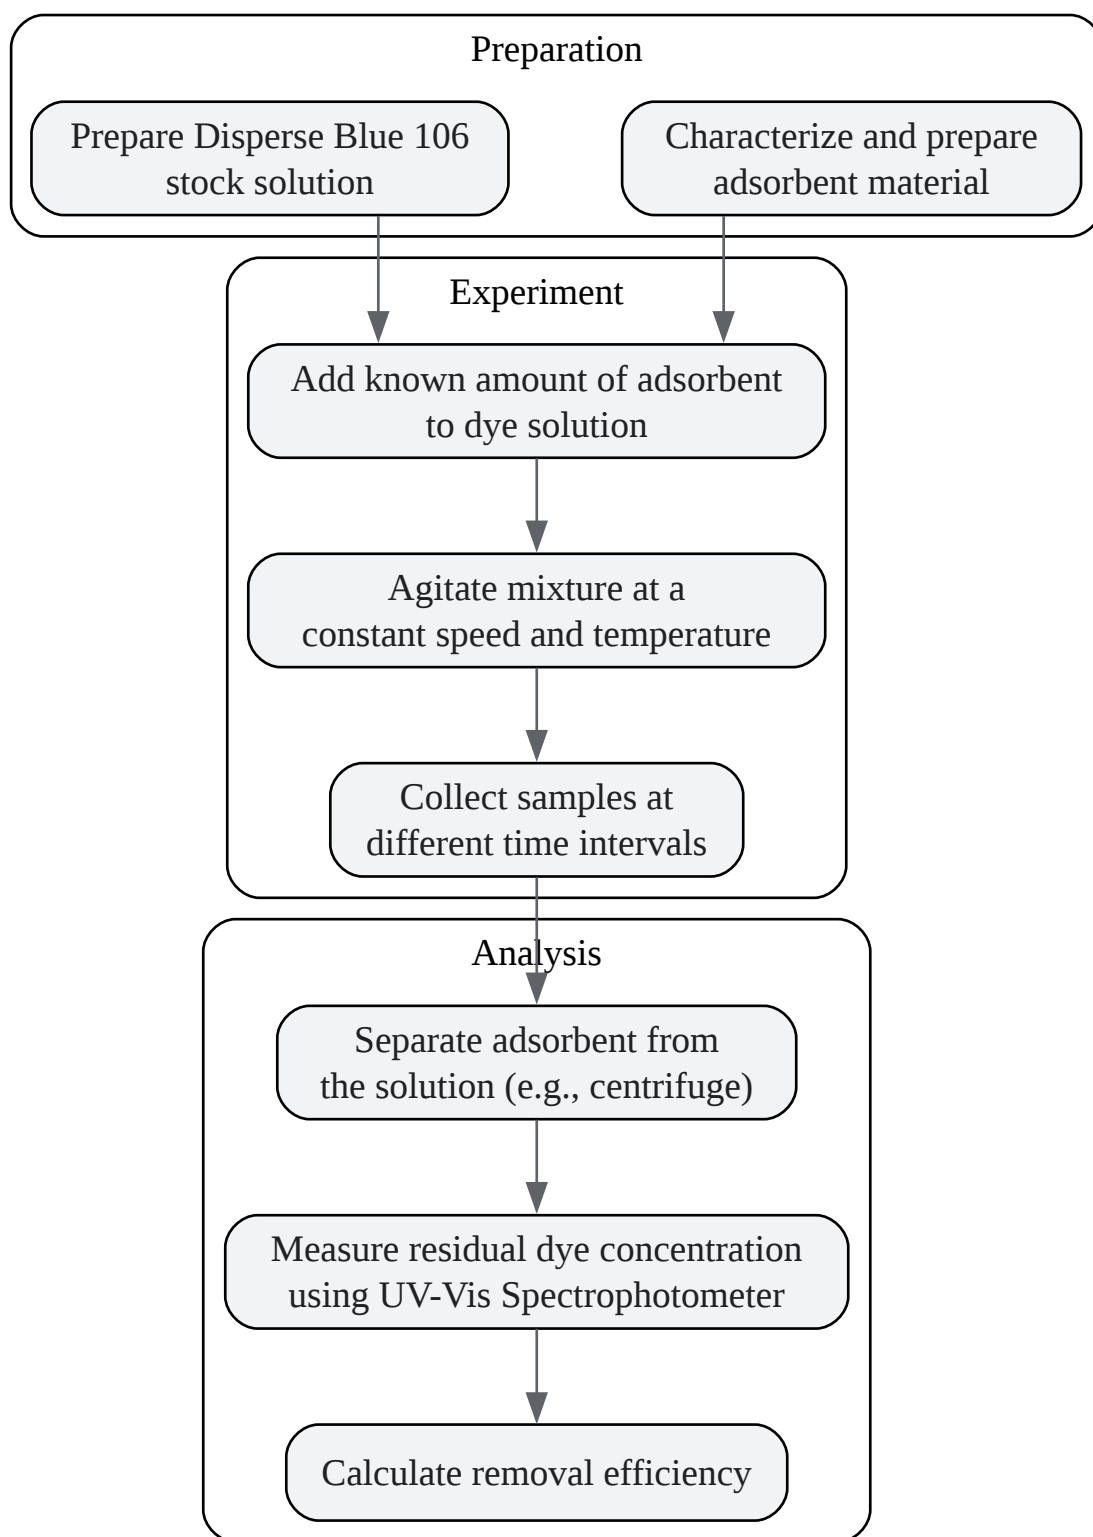 Preparation
Prepare Disperse Blue 106
stock solution
Characterize and prepare
adsorbent material
Experiment
Add known amount of adsorbent
to dye solution
Agitate mixture at a
constant speed and temperature
Collect samples at
different time intervals
Analysis
Separate adsorbent from
the solution (e.g., centrifuge)
Measure residual dye concentration
using UV-Vis Spectrophotometer
Calculate removal efficiency